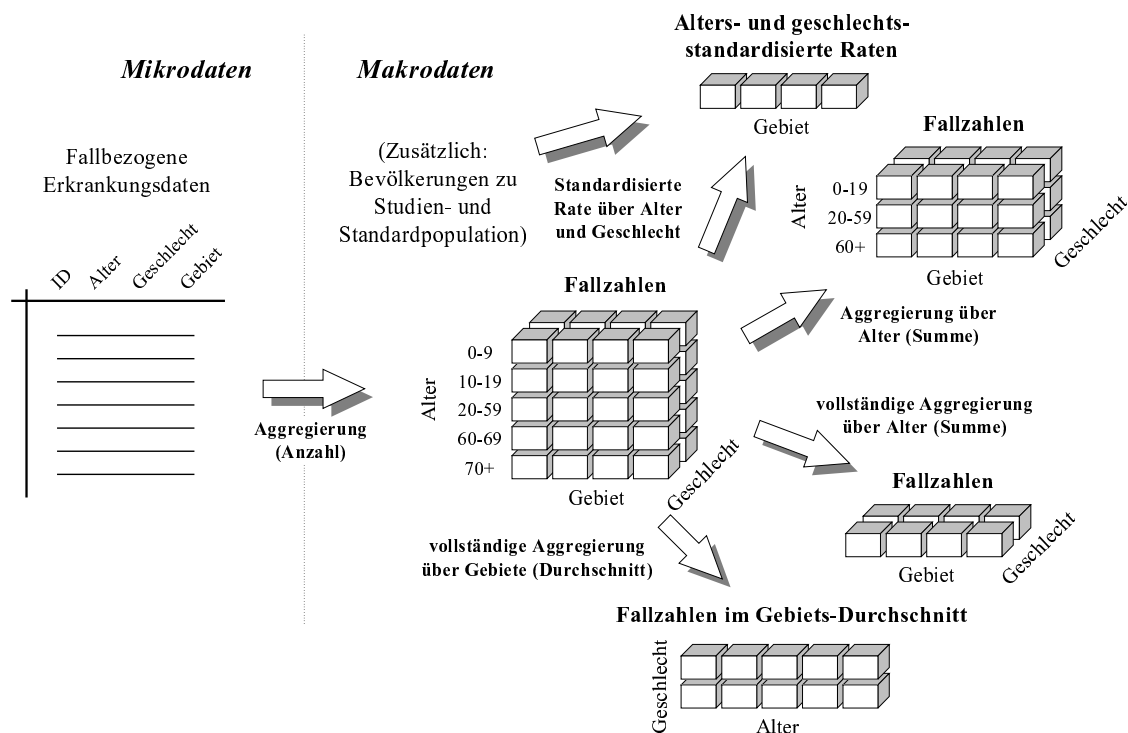 Mikrodaten
Fallbezogene
Erkrankungsdaten
ID
Alter
Geschlecht
Gebiet
Aggregierung
(Anzahl)
Makrodaten
(Zusätzlich:
Bevölkerungen zu
Studien- und
Standardpopulation)
Fallzahlen
Alter
0-9
10-19
20-59
60-69
70+
Gebiet
Geschlecht
Standardisierte
Rate über Alter
und Geschlecht
Alters- und geschlechts-
standardisierte Raten
Gebiet
Aggregierung über
Alter (Summe)
Fallzahlen
Alter
0-19
20-59
60+
Gebiet
Geschlecht
vollständige Aggregierung
über Alter (Summe)
Fallzahlen
Gebiet
Geschlecht
vollständige Aggregierung
über Gebiete (Durchschnitt)
Fallzahlen im Gebiets-Durchschnitt
Geschlecht
Alter